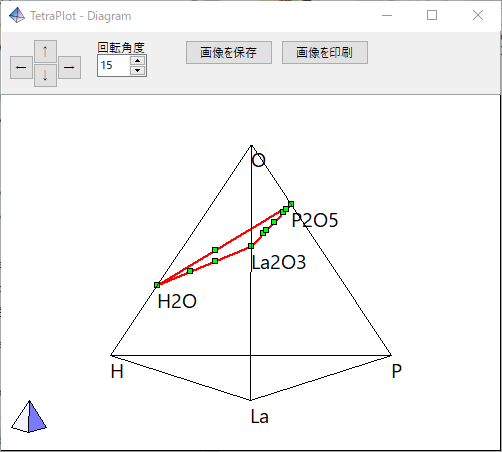 TetraPlot - Diagram
回転角度
画像を保存
画像を印刷
←
↑
↓
→
15
O
P2O5
La2O3
H2O
H
P
La